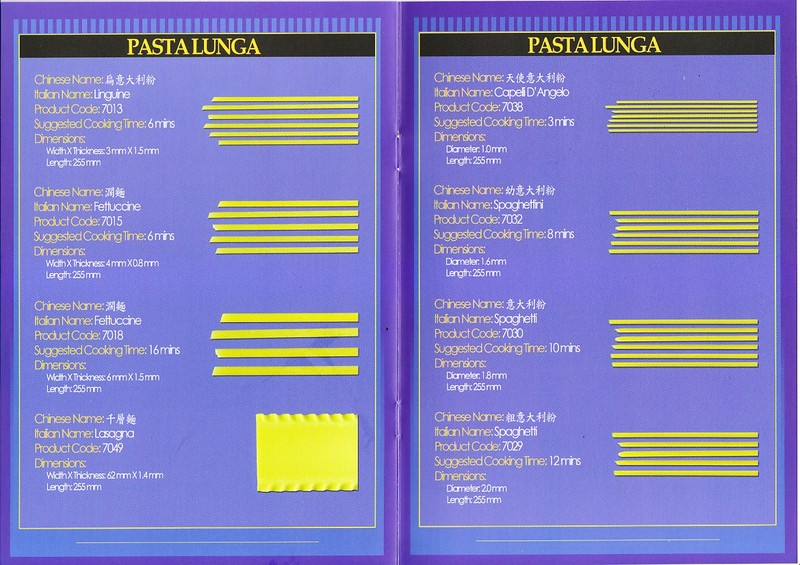 PASTA LUNGA
Chinese Name: 扁意大利粉
Italian Name: Linguine
Product Code: 7013
Suggested Cooking Time: 6 mins
Dimensions:
Width X Thickness: 3 mm X 1.5 mm
Length: 255 mm
Chinese Name: 濶麵
Italian Name: Fettuccine
Product Code: 7015
Suggested Cooking Time: 6 mins
Dimensions:
Width X Thickness: 4 mm X 0.8 mm
Length: 255 mm
Chinese Name: 濶麵
Italian Name: Fettuccine
Product Code: 7018
Suggested Cooking Time: 16 mins
Dimensions:
Width X Thickness: 6 mm X 1.5 mm
Length: 255 mm
Chinese Name: 千層麵
Italian Name: Lasagna
Product Code: 7049
Dimensions:
Width X Thickness: 62 mm X 1.4 mm
Length: 255 mm
PASTA LUNGA
Chinese Name: 天使意大利粉
Italian Name: Capelli D'Angelo
Product Code: 7038
Suggested Cooking Time: 3 mins
Dimensions:
Diameter: 1.0 mm
Length: 255 mm
Chinese Name: 幼意大利粉
Italian Name: Spaghettini
Product Code: 7032
Suggested Cooking Time: 8 mins
Dimensions:
Diameter: 1.6 mm
Length: 255 mm
Chinese Name: 意大利粉
Italian Name: Spaghetti
Product Code: 7030
Suggested Cooking Time: 10 mins
Dimensions:
Diameter: 1.8 mm
Length: 255 mm
Chinese Name: 粗意大利粉
Italian Name: Spaghetti
Product Code: 7029
Suggested Cooking Time: 12 mins
Dimensions:
Diameter: 2.0 mm
Length: 255 mm